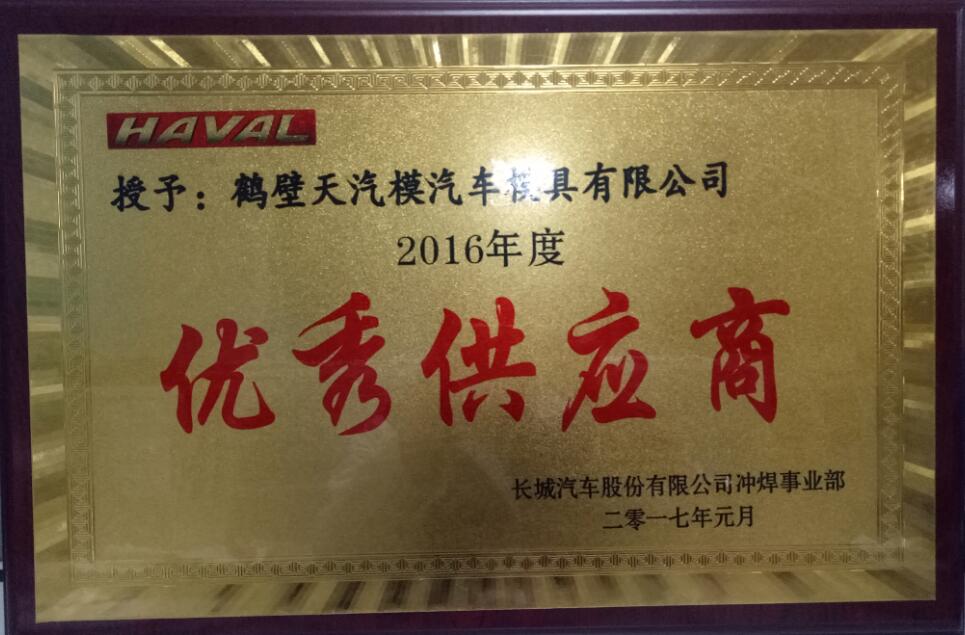 HAVAL
授予：鹤壁天汽模汽车模具有限公司
2016年度
优秀供应商
长城汽车股份有限公司冲焊事业部
二零一七年元月